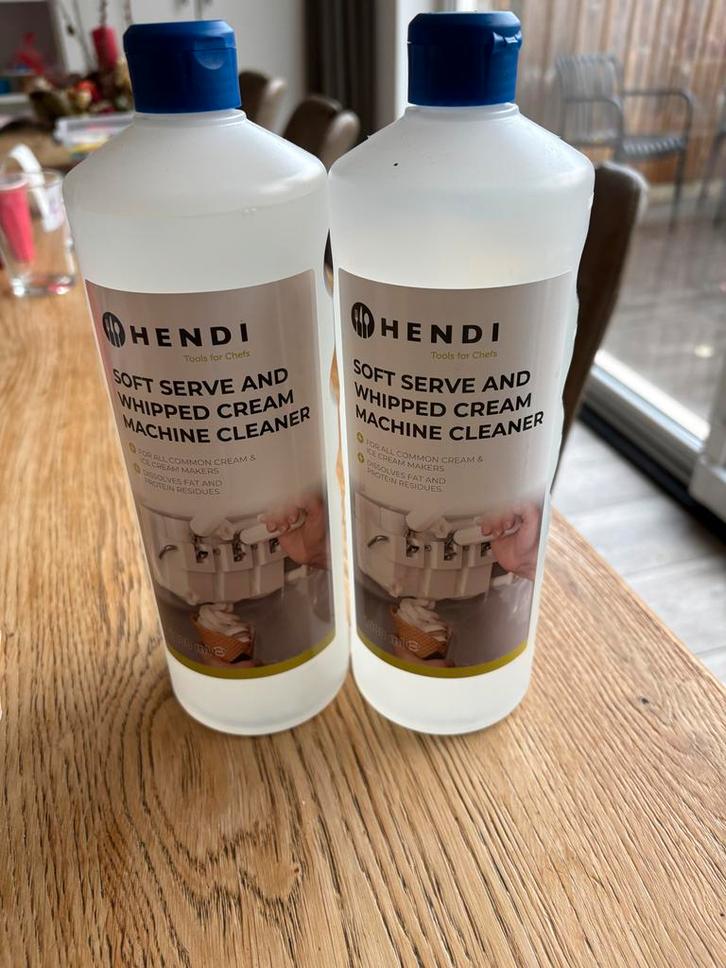 HENDI
Tools for Chefs
SOFT SERVE AND
WHIPPED CREAM
MACHINE CLEANER
FOR ALL COMMON CREAM &
ICE CREAM MAKERS
DISSOLVES FAT AND
PROTEIN RESIDUES
HENDI
Tools for Chefs
SOFT SERVE AND
WHIPPED CREAM
MACHINE CLEANER
FOR ALL COMMON CREAM &
ICE CREAM MAKERS
DISSOLVES FAT AND
PROTEIN RESIDUES